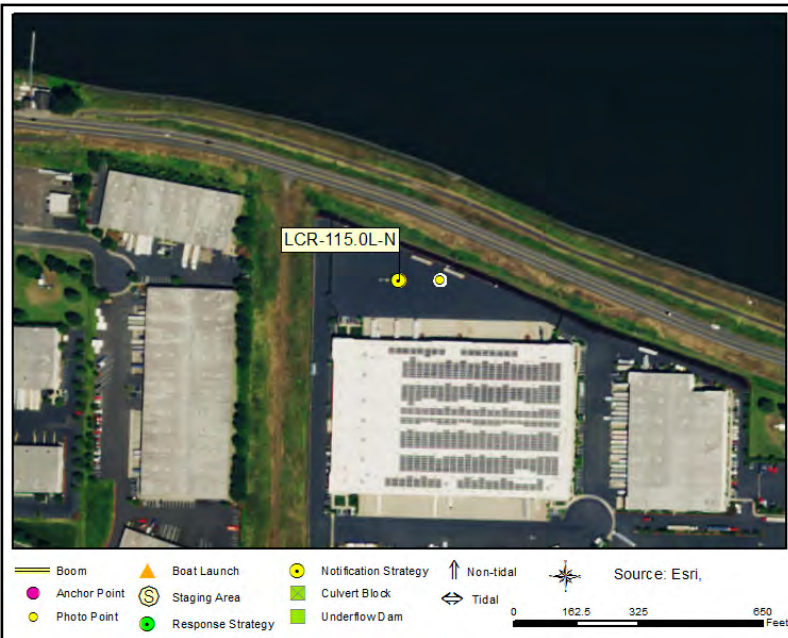 LCR-115.0L-N
Boom
Boat Launch
Notification Strategy
Non-tidal
Source: Esri,
Anchor Point
S
Staging Area
Culvert Block
Tidal
Photo Point
Response Strategy
Underflow Dam
0 162.5 325 650
Feet